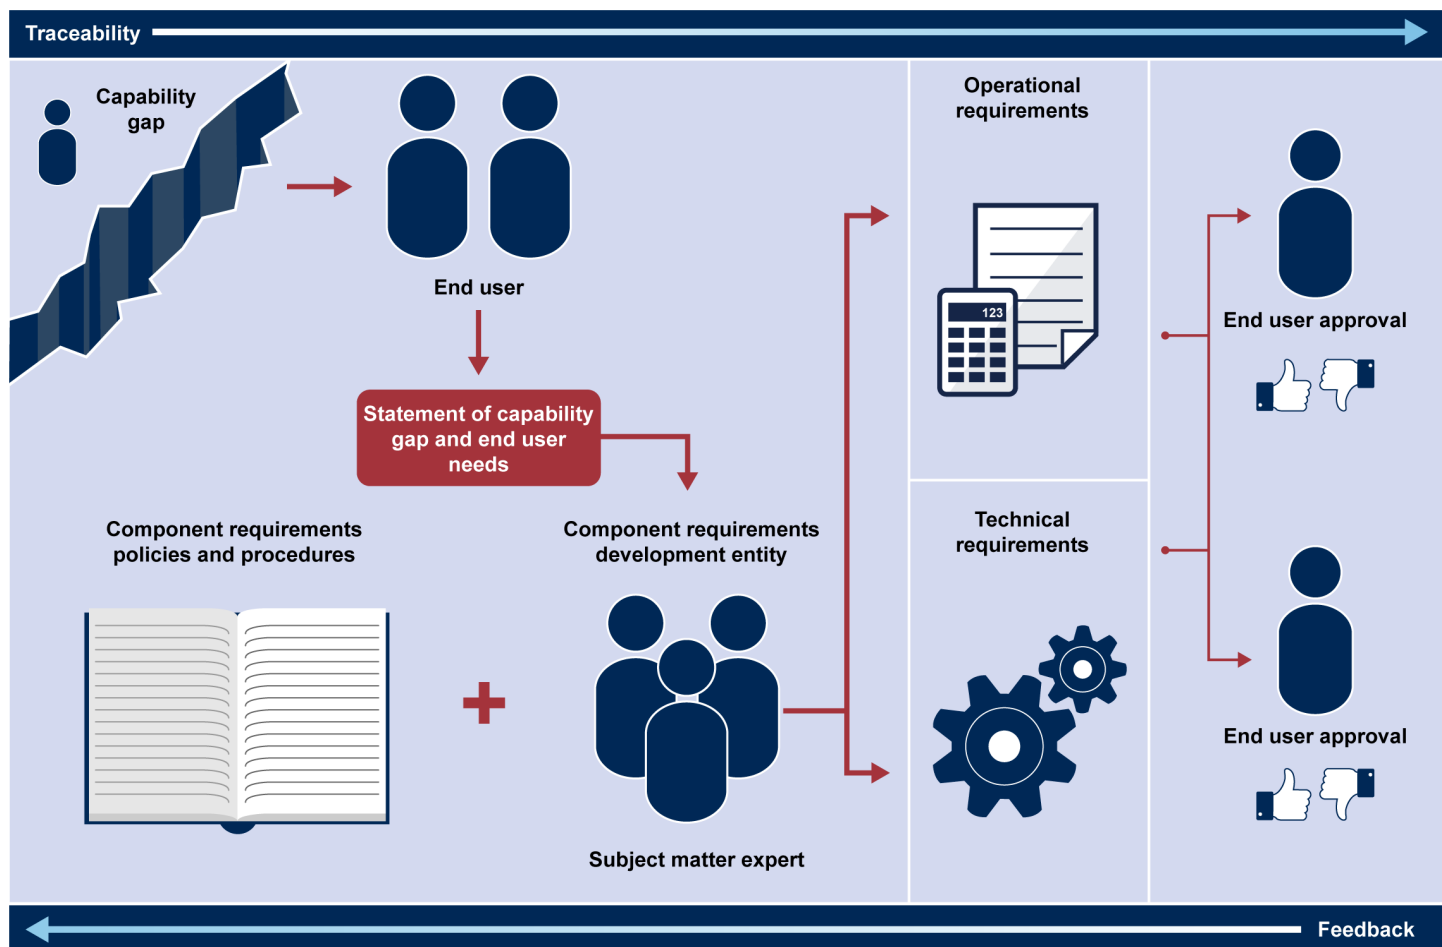 Traceability
Capability
gap
End user
Statement of capability
gap and end user
needs
Component requirements
policies and procedures
Component requirements
development entity
Subject matter expert
Operational
requirements
123
Technical
requirements
End user approval
End user approval
Feedback